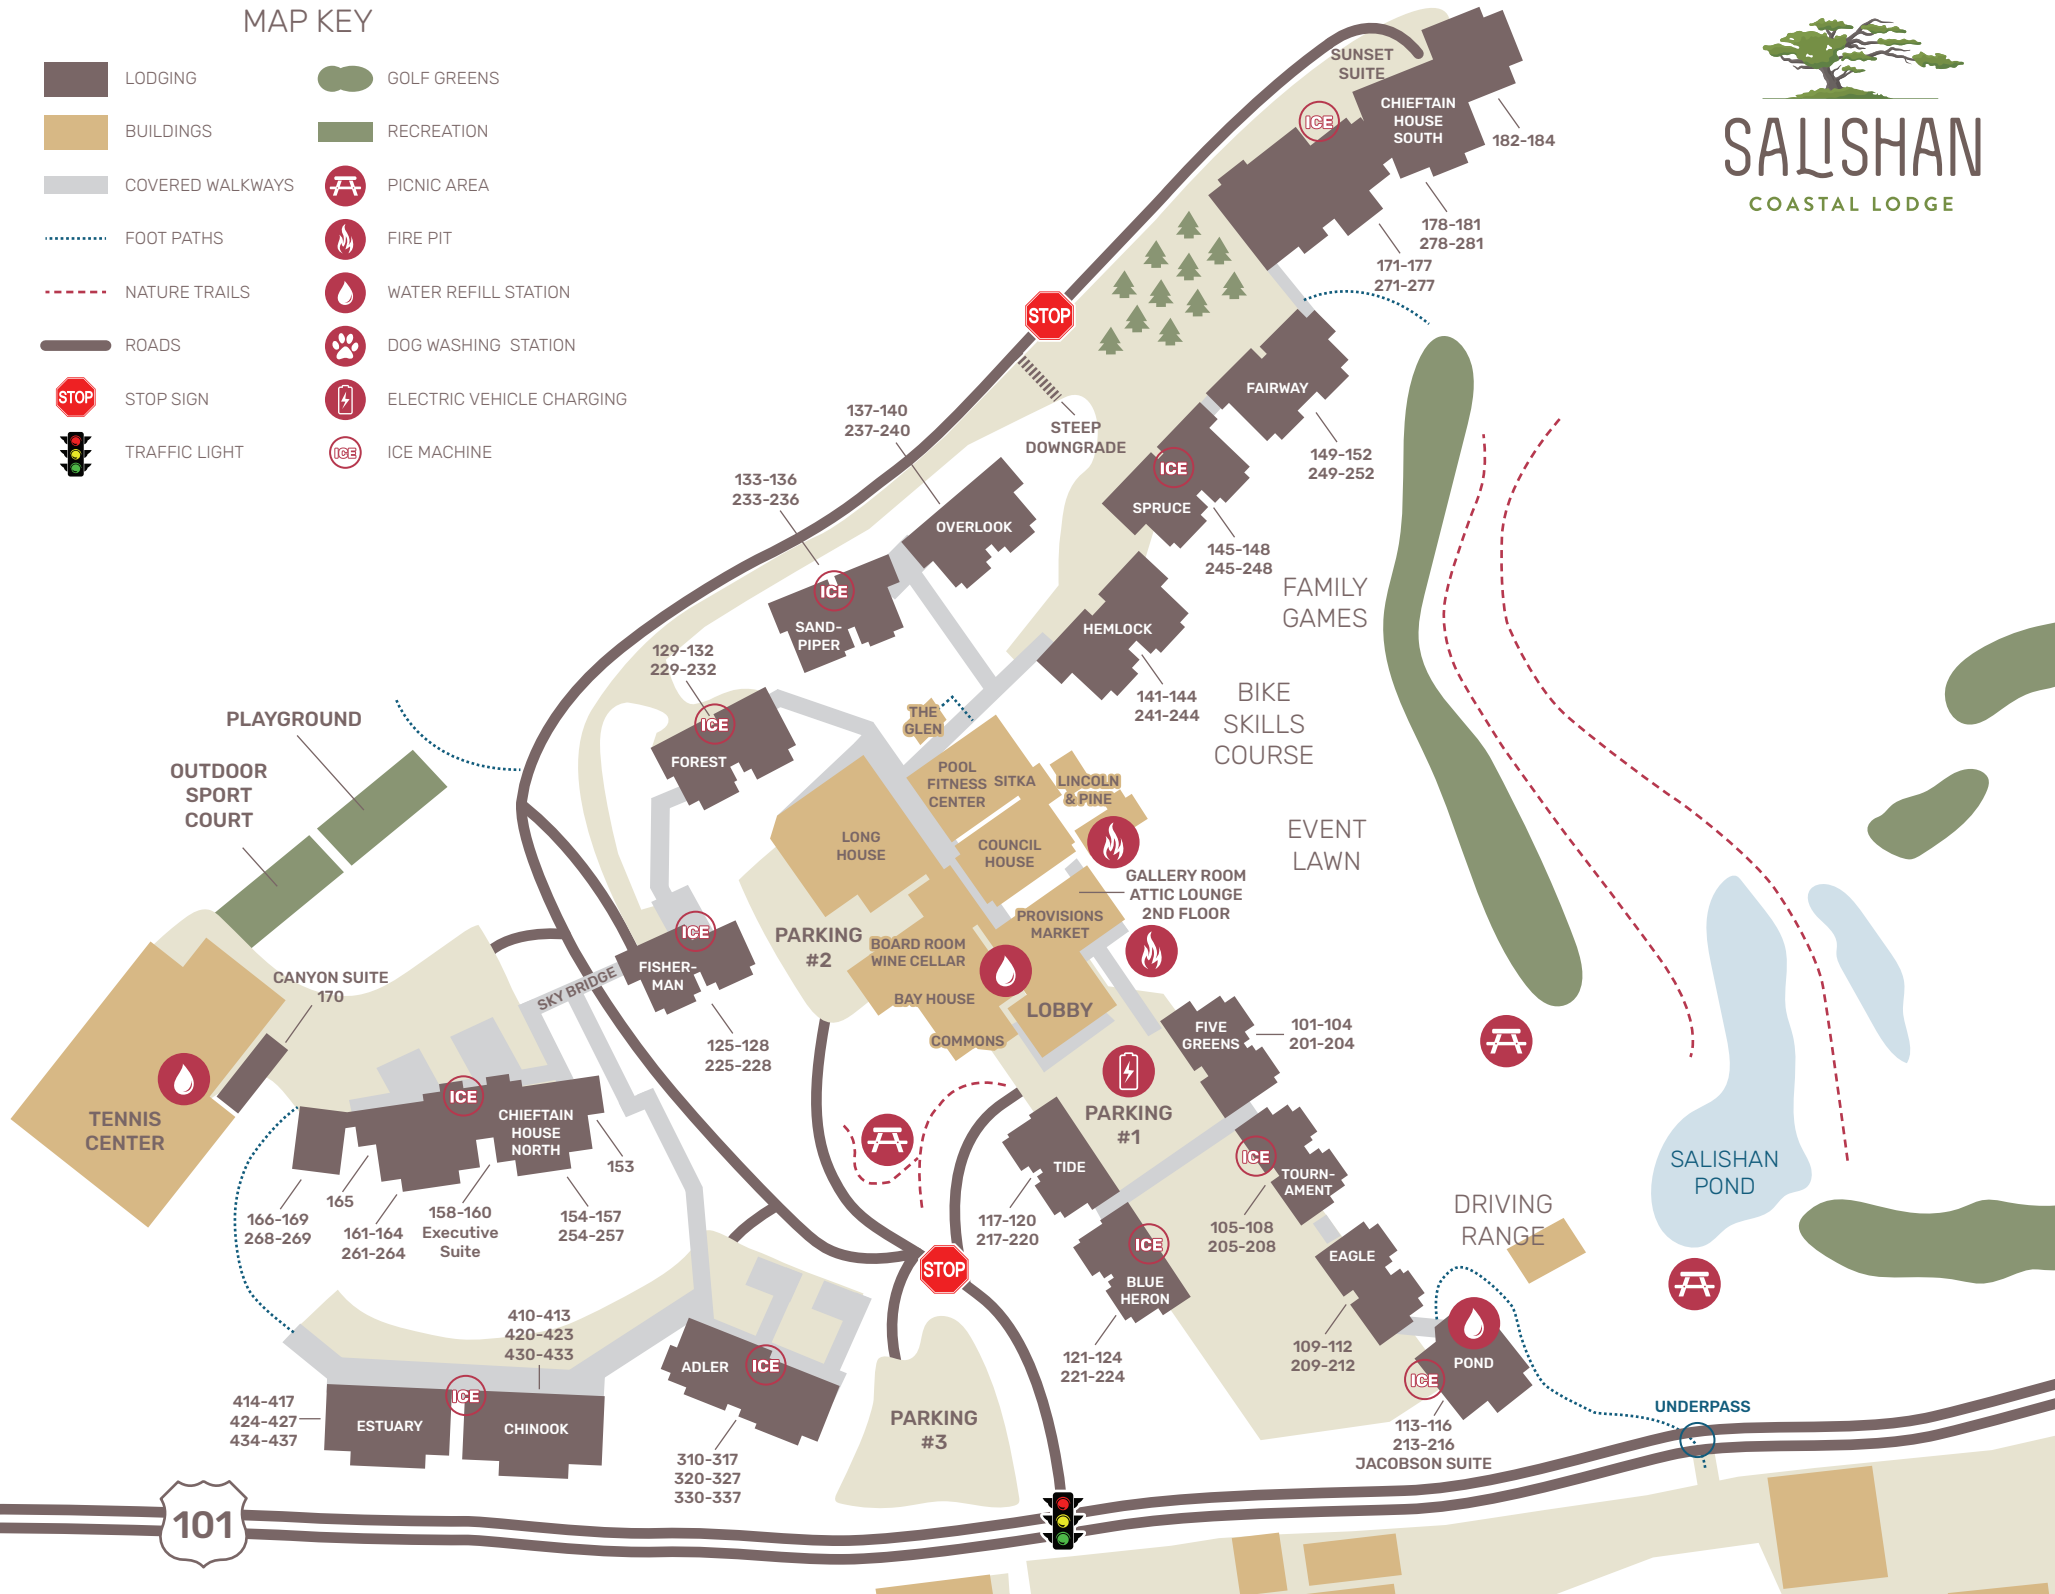 MAP KEY
LODGING
BUILDINGS
COVERED WALKWAYS
FOOT PATHS
NATURE TRAILS
ROADS
STOP
STOP SIGN
TRAFFIC LIGHT
GOLF GREENS
RECREATION
PICNIC AREA
FIRE PIT
WATER REFILL STATION
DOG WASHING STATION
ELECTRIC VEHICLE CHARGING
ICE
ICE MACHINE
SALISHAN
COASTAL LODGE
SUNSET
SUITE
ICE
CHIEFTAIN
HOUSE
SOUTH
182-184
178-181
278-281
171-177
271-277
STOP
STEEP
DOWNGRADE
FAIRWAY
149-152
249-252
ICE
SPRUCE
145-148
245-248
137-140
237-240
OVERLOOK
133-136
233-236
ICE
SAND-
PIPER
HEMLOCK
141-144
241-244
FAMILY
GAMES
BIKE
SKILLS
COURSE
EVENT
LAWN
129-132
229-232
ICE
FOREST
THE
GLEN
POOL
FITNESS
CENTER
SITKA
LINCOLN
& PINE
LONG
HOUSE
COUNCIL
HOUSE
GALLERY ROOM
ATTIC LOUNGE
2ND FLOOR
PROVISIONS
MARKET
PARKING
#2
BOARD ROOM
WINE CELLAR
BAY HOUSE
COMMONS
LOBBY
PLAYGROUND
OUTDOOR
SPORT
COURT
CANYON SUITE
170
SKY BRIDGE
ICE
FISHER-
MAN
125-128
225-228
FIVE
GREENS
101-104
201-204
PARKING
#1
TENNIS
CENTER
ICE
CHIEFTAIN
HOUSE
NORTH
153
166-169
268-269
165
161-164
261-264
158-160
Executive
Suite
154-157
254-257
TIDE
117-120
217-220
ICE
TOURN-
AMENT
105-108
205-208
ICE
BLUE
HERON
121-124
221-224
EAGLE
109-112
209-212
DRIVING
RANGE
SALISHAN
POND
POND
ICE
113-116
213-216
JACOBSON SUITE
UNDERPASS
STOP
410-413
420-423
430-433
414-417
424-427
434-437
ICE
ESTUARY
CHINOOK
ADLER
ICE
310-317
320-327
330-337
PARKING
#3
101